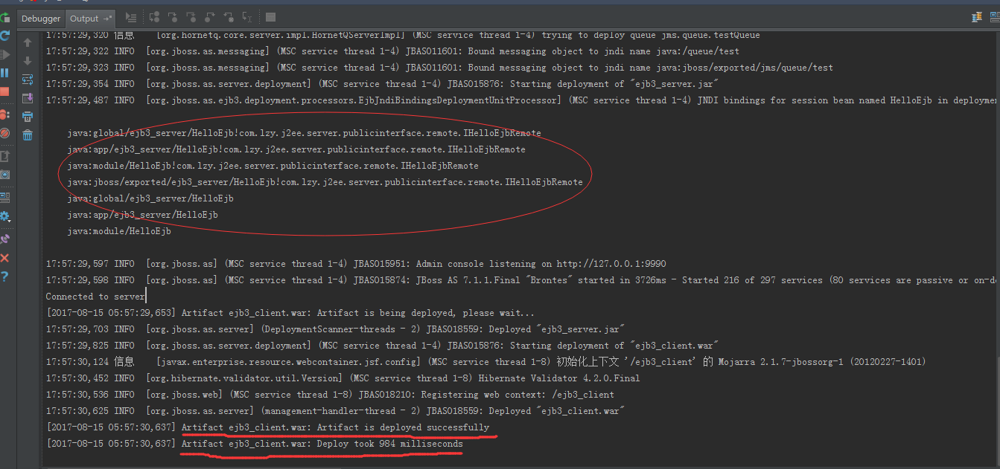 Debugger Output
17:57:29,320 信息 [org.hornetq.core.server.impl.HornetQServerImpl] (MSC service thread 1-4) trying to deploy queue jms.queue.testQueue
17:57:29,322 INFO [org.jboss.as.messaging] (MSC service thread 1-4) JBAS011601: Bound messaging object to jndi name java:/queue/test
17:57:29,323 INFO [org.jboss.as.messaging] (MSC service thread 1-4) JBAS011601: Bound messaging object to jndi name java:jboss/exported/jms/queue/test
17:57:29,354 INFO [org.jboss.as.server.deployment] (MSC service thread 1-4) JBAS015876: Starting deployment of "ejb3_server.jar"
17:57:29,487 INFO [org.jboss.as.ejb3.deployment.processors.EjbJndiBindingsDeploymentUnitProcessor] (MSC service thread 1-4) JNDI bindings for session bean named HelloEjb in deploymen
java:global/ejb3_server/HelloEjb!com.lzy.j2ee.server.publicinterface.remote.IHelloEjbRemote
java:app/ejb3_server/HelloEjb!com.lzy.j2ee.server.publicinterface.remote.IHelloEjbRemote
java:module/HelloEjb!com.lzy.j2ee.server.publicinterface.remote.IHelloEjbRemote
java:jboss/exported/ejb3_server/HelloEjb!com.lzy.j2ee.server.publicinterface.remote.IHelloEjbRemote
java:global/ejb3_server/HelloEjb
java:app/ejb3_server/HelloEjb
java:module/HelloEjb
17:57:29,597 INFO [org.jboss.as] (MSC service thread 1-4) JBAS015951: Admin console listening on http://127.0.0.1:9990
17:57:29,598 INFO [org.jboss.as] (MSC service thread 1-4) JBAS015874: JBoss AS 7.1.1.Final "Brontes" started in 3726ms - Started 216 of 297 services (80 services are passive or on-de
Connected to server
[2017-08-15 05:57:29,653] Artifact ejb3_client.war: Artifact is being deployed, please wait...
17:57:29,703 INFO [org.jboss.as.server] (DeploymentScanner-threads - 2) JBAS018559: Deployed "ejb3_server.jar"
17:57:29,825 INFO [org.jboss.as.server.deployment] (MSC service thread 1-4) JBAS015876: Starting deployment of "ejb3_client.war"
17:57:30,124 信息 [javax.enterprise.resource.webcontainer.jsf.config] (MSC service thread 1-8) 初始化上下文 '/ejb3_client' 的 Mojarra 2.1.7-jbossorg-1 (20120227-1401)
17:57:30,452 INFO [org.hibernate.validator.util.Version] (MSC service thread 1-8) Hibernate Validator 4.2.0.Final
17:57:30,536 INFO [org.jboss.web] (MSC service thread 1-8) JBAS018210: Registering web context: /ejb3_client
17:57:30,625 INFO [org.jboss.as.server] (management-handler-thread - 2) JBAS018559: Deployed "ejb3_client.war"
[2017-08-15 05:57:30,637] Artifact ejb3_client.war: Artifact is deployed successfully
[2017-08-15 05:57:30,637] Artifact ejb3_client.war: Deploy took 984 milliseconds